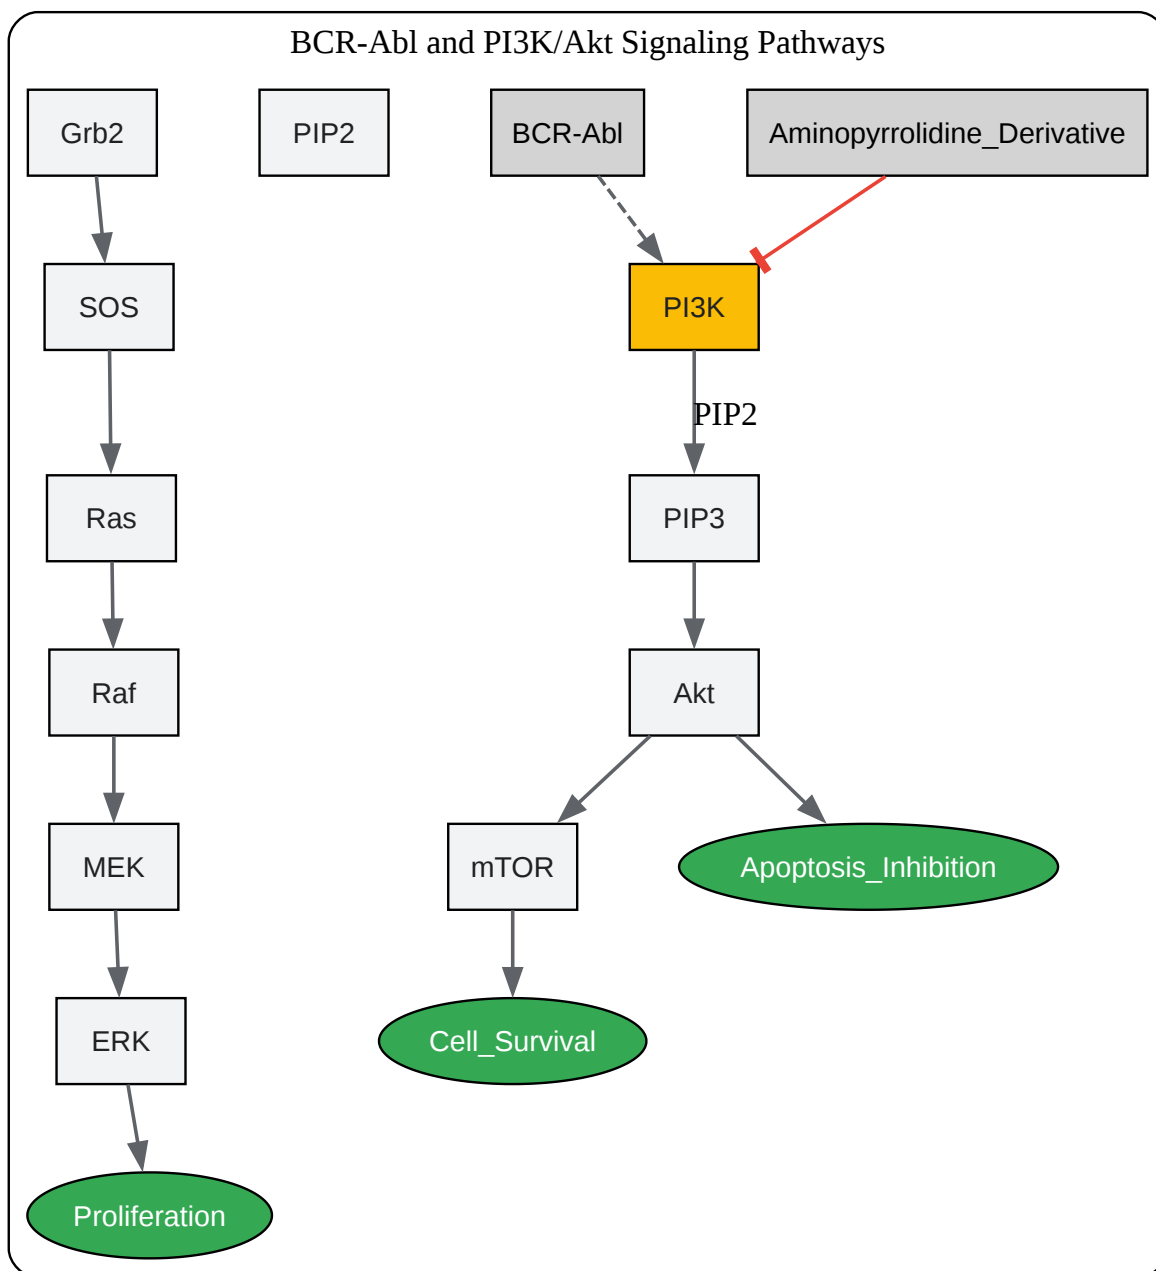 BCR-Abl and PI3K/Akt Signaling Pathways
Grb2
PIP2
BCR-Abl
Aminopyrrolidine_Derivative
SOS
PI3K
PIP2
Ras
PIP3
Raf
Akt
MEK
mTOR
Apoptosis_Inhibition
ERK
Cell_Survival
Proliferation